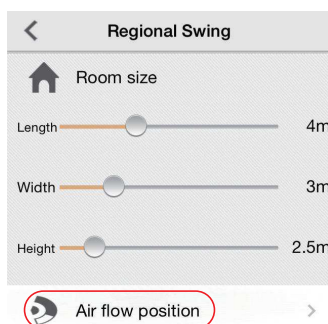 Regional Swing
Room size
Length 4m
Width 3m
Height 2.5m
Air flow position